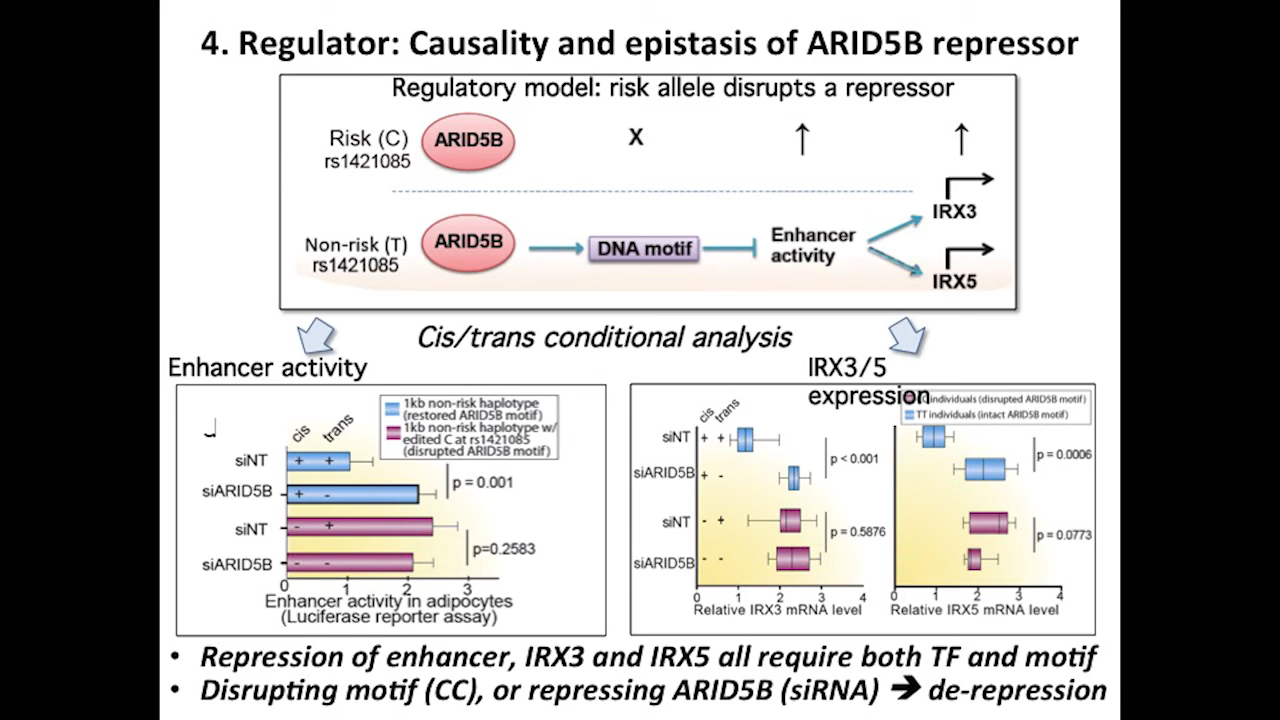 4. Regulator: Causality and epistasis of ARID5B repressor
Regulatory model: risk allele disrupts a repressor
Risk (C)
rs1421085
ARID5B
X
↑
↑
IRX3
Non-risk (T)
rs1421085
ARID5B
DNA motif
Enhancer
activity
IRX5
Cis/trans conditional analysis
Enhancer activity
cis
trans
1kb non-risk haplotype
(restored ARID5B motif)
1kb non-risk haplotype w/
edited C at rs1421085
(disrupted ARID5B motif)
siNT
+ +
siARID5B
+ -
p = 0.001
siNT
- +
siARID5B
- -
p=0.2583
0 1 2 3
Enhancer activity in adipocytes
(Luciferase reporter assay)
IRX3/5
expression
individuals (disrupted ARID5B motif)
TT individuals (intact ARID5B motif)
cis
trans
siNT
+ +
siARID5B
+ -
p < 0.001
siNT
- +
siARID5B
- -
p = 0.5876
0 1 2 3 4
Relative IRX3 mRNA level
p = 0.0006
p = 0.0773
0 1 2 3 4
Relative IRX5 mRNA level
• Repression of enhancer, IRX3 and IRX5 all require both TF and motif
• Disrupting motif (CC), or repressing ARID5B (siRNA) ➔ de-repression